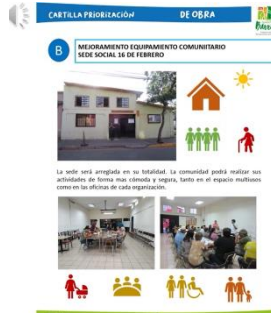 CARTILLA PRIORIZACIÓN DE OBRA
B
MEJORAMIENTO EQUIPAMIENTO COMUNIITARIO
SEDE SOCIAL 16 DE FEBRERO
La sede será arreglada en su totalidad. La comunidad podrá realizar sus
actividades de forma mas cómoda y segura, tanto en el espacio multiusos
como en las oficinas de cada organización.